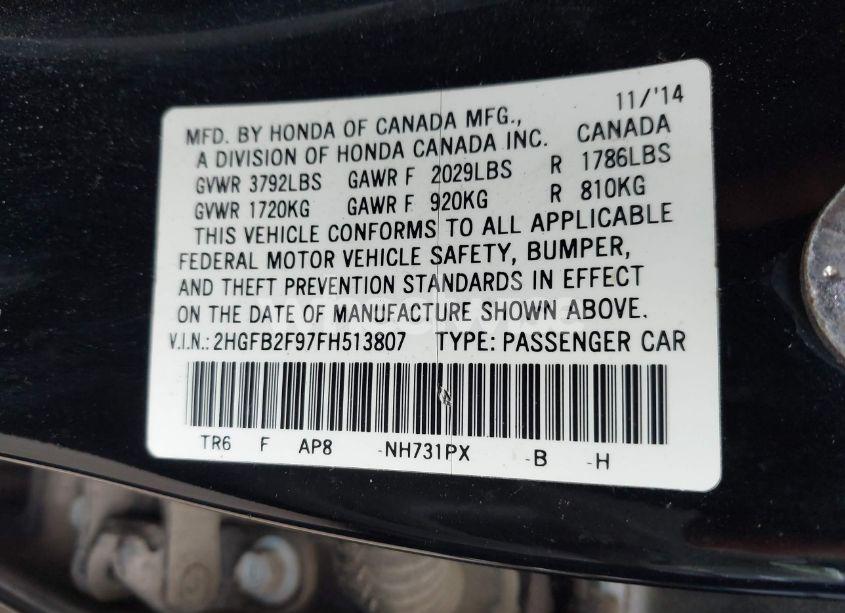 11/'14
MFD. BY HONDA OF CANADA MFG.,
A DIVISION OF HONDA CANADA INC. CANADA
GVWR 3792LBS GAWR F 2029LBS R 1786LBS
GVWR 1720KG GAWR F 920KG R 810KG
THIS VEHICLE CONFORMS TO ALL APPLICABLE
FEDERAL MOTOR VEHICLE SAFETY, BUMPER,
AND THEFT PREVENTION STANDARDS IN EFFECT
ON THE DATE OF MANUFACTURE SHOWN ABOVE.
V.I.N.: 2HGFB2F97FH513807 TYPE: PASSENGER CAR
TR6 F AP8 -NH731PX -B -H